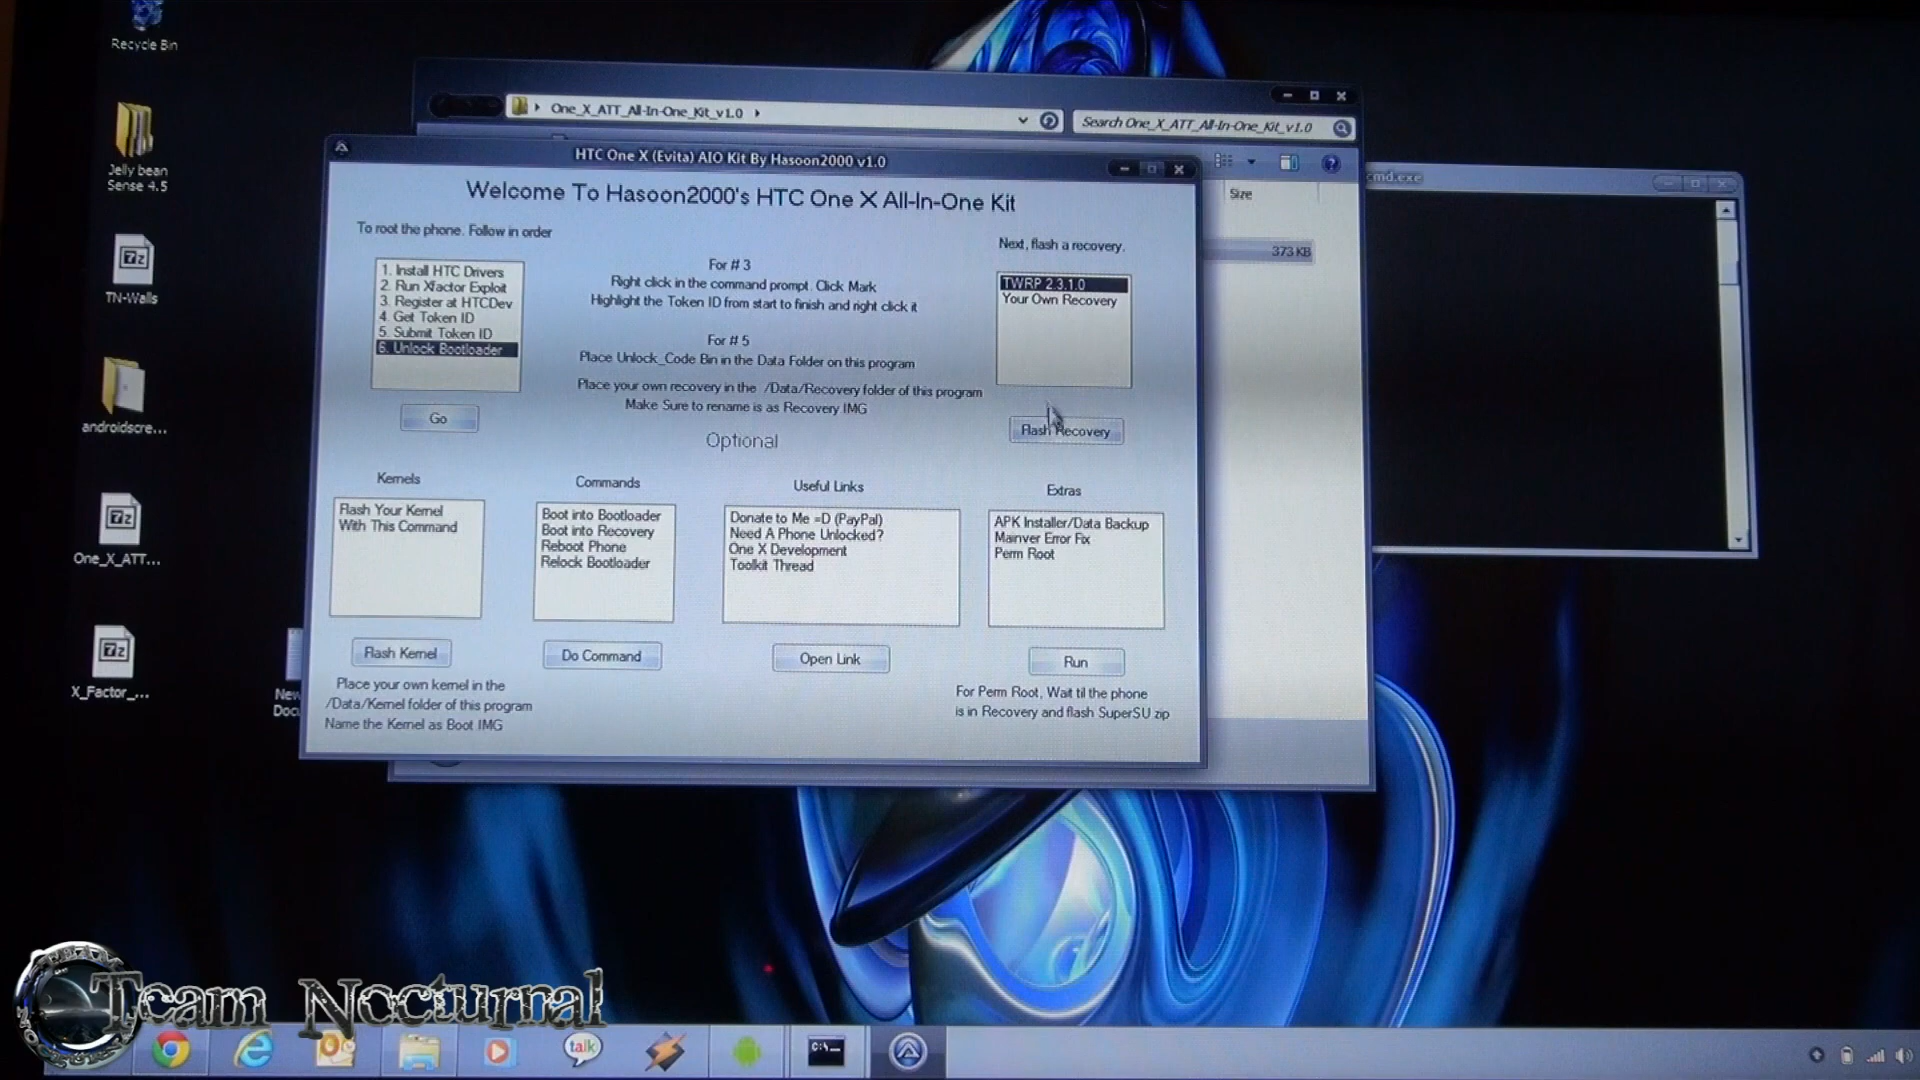 Recycle Bin
Jelly bean
Sense 4.5
TN-Walls
androidscre...
One_X_ATT...
X_Factor_...
New
Docu
One_X_ATT_All-In-One_Kit_v1.0
Search One_X_ATT_All-In-One_Kit_v1.0
Size
373 KB
cmd.exe
HTC One X (Evita) AIO Kit By Hasoon2000 v1.0
Welcome To Hasoon2000's HTC One X All-In-One Kit
To root the phone. Follow in order
1. Install HTC Drivers
2. Run Xfactor Exploit
3. Register at HTCDev
4. Get Token ID
5. Submit Token ID
6. Unlock Bootloader
Go
For # 3
Right click in the command prompt. Click Mark
Highlight the Token ID from start to finish and right click it
For # 5
Place Unlock_Code Bin in the Data Folder on this program
Place your own recovery in the /Data/Recovery folder of this program
Make Sure to rename is as Recovery IMG
Next, flash a recovery.
TWRP 2.3.1.0
Your Own Recovery
Flash Recovery
Optional
Kernels
Flash Your Kernel
With This Command
Flash Kernel
Place your own kernel in the
/Data/Kernel folder of this program
Name the Kernel as Boot IMG
Commands
Boot into Bootloader
Boot into Recovery
Reboot Phone
Relock Bootloader
Do Command
Useful Links
Donate to Me =D (PayPal)
Need A Phone Unlocked?
One X Development
Toolkit Thread
Open Link
Extras
APK Installer/Data Backup
Mainver Error Fix
Perm Root
Run
For Perm Root, Wait til the phone
is in Recovery and flash SuperSU zip
Team Nocturnal
talk
C:\_